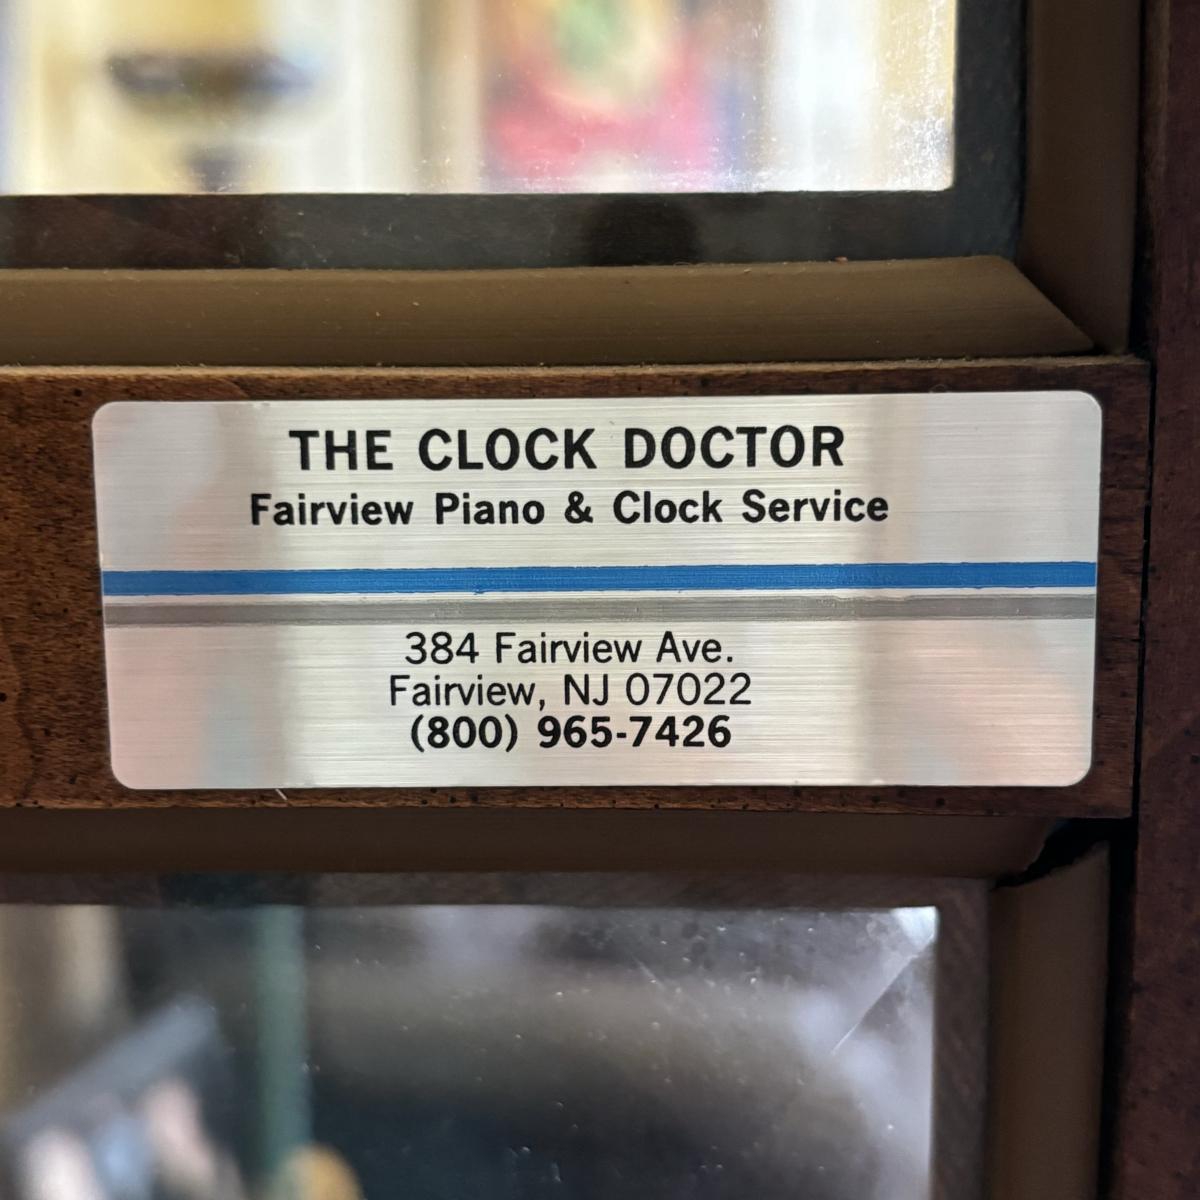 THE CLOCK DOCTOR
Fairview Piano & Clock Service
384 Fairview Ave.
Fairview, NJ 07022
(800) 965-7426